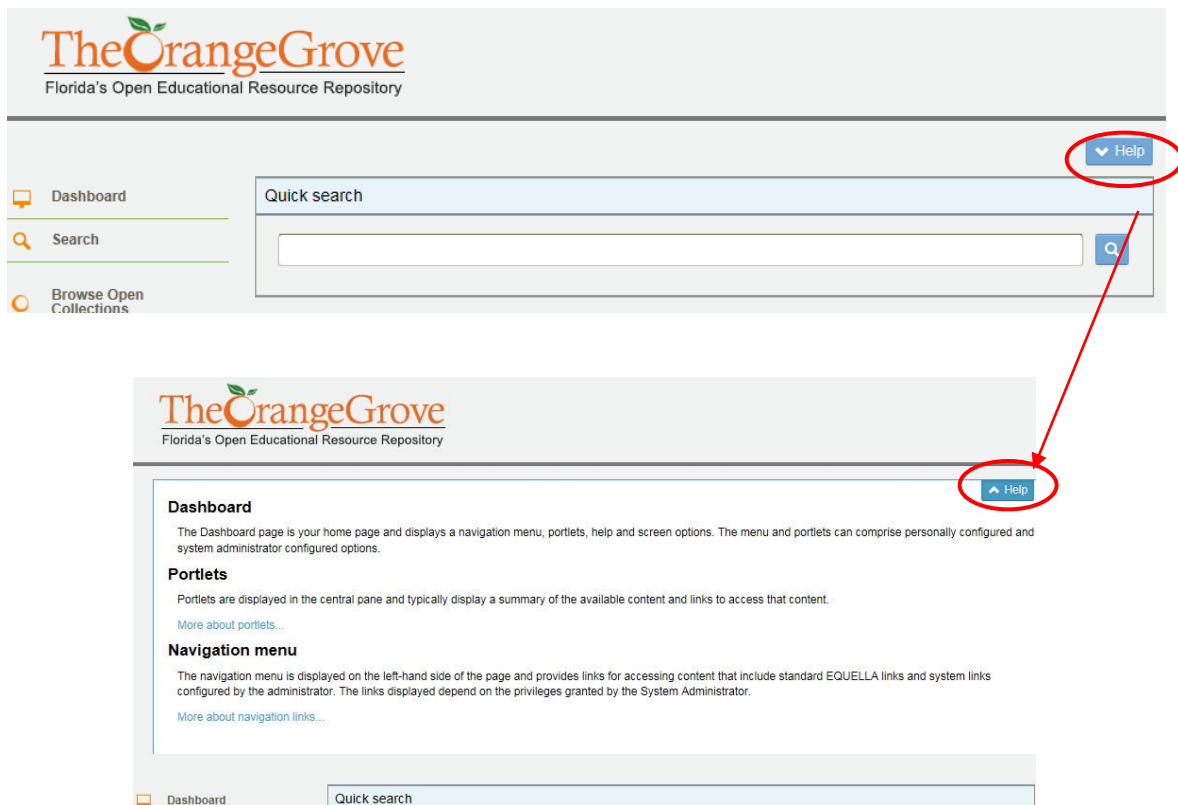 TheOrangeGrove
Florida's Open Educational Resource Repository
Help
Dashboard
Quick search
Search
Browse Open
Collections
TheOrangeGrove
Florida's Open Educational Resource Repository
Help
Dashboard
The Dashboard page is your home page and displays a navigation menu, portlets, help and screen options. The menu and portlets can comprise personally configured and
system administrator configured options.
Portlets
Portlets are displayed in the central pane and typically display a summary of the available content and links to access that content.
More about portlets...
Navigation menu
The navigation menu is displayed on the left-hand side of the page and provides links for accessing content that include standard EQUELLA links and system links
configured by the administrator. The links displayed depend on the privileges granted by the System Administrator.
More about navigation links...
Dashboard
Quick search